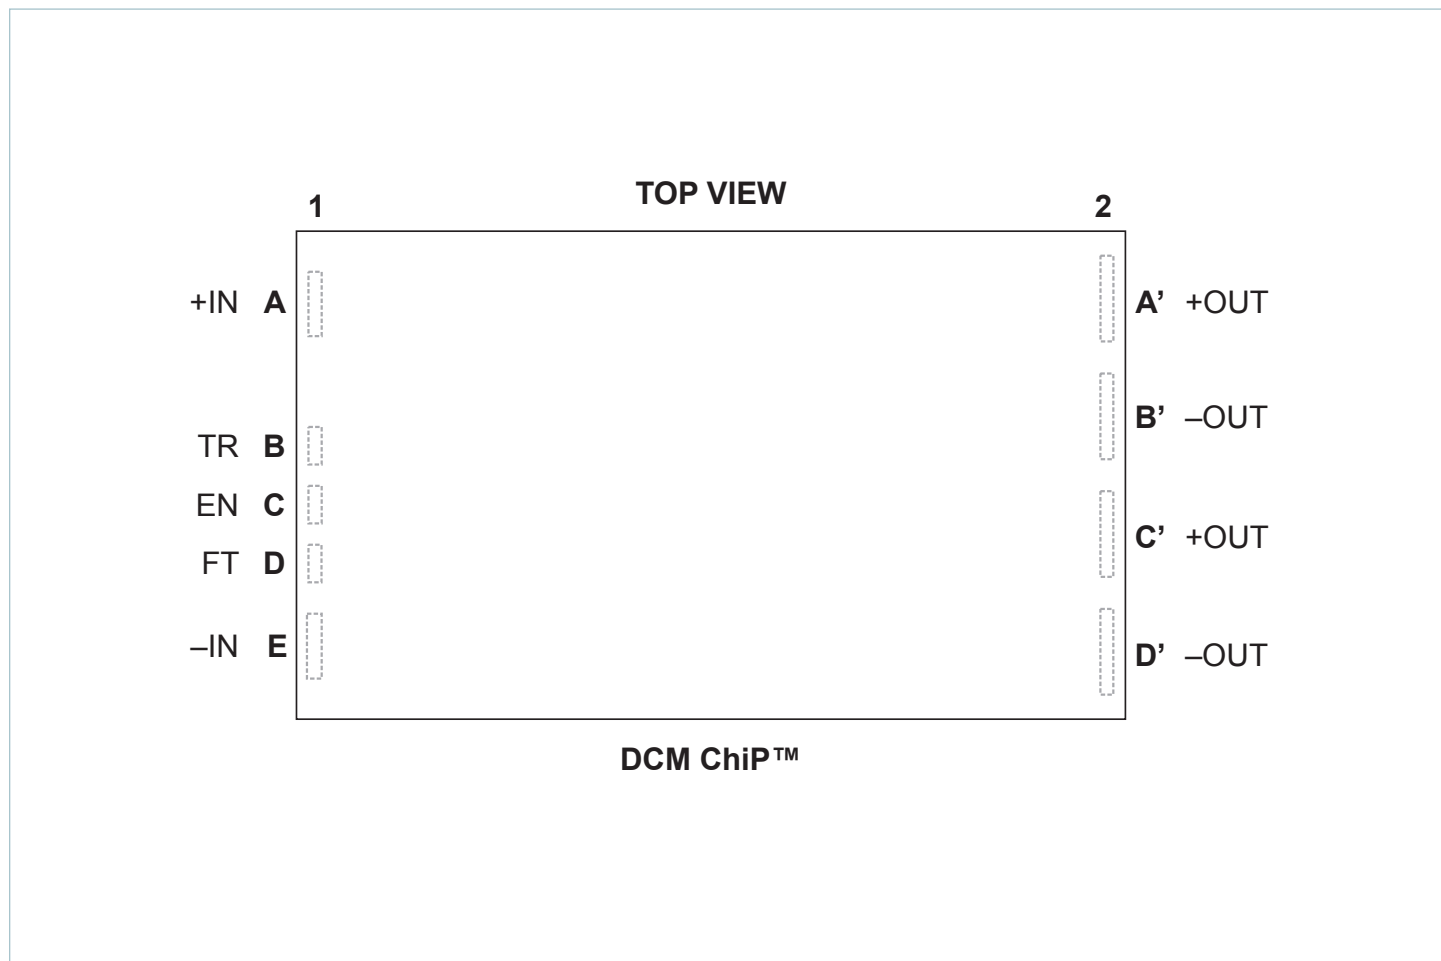 TOP VIEW
1 2
+IN A A’ +OUT
B’ –OUT
TR B
EN C
C’ +OUT
FT D
–IN E
D’ –OUT
DCM ChiP™